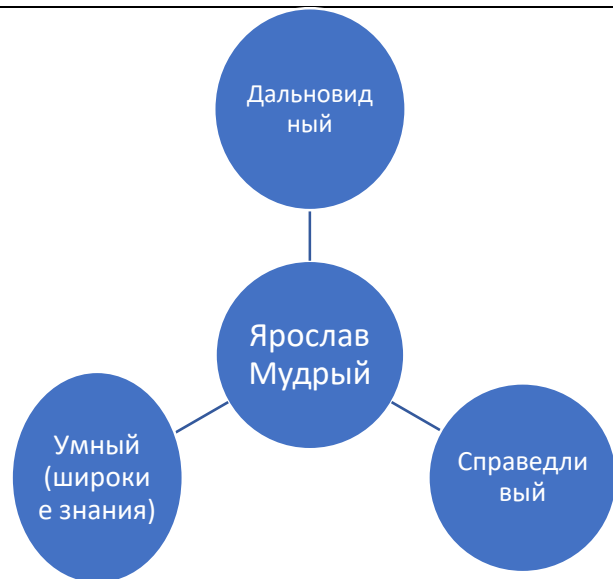 Дальновид
ный
Ярослав
Мудрый
Умный
(широки
е знания)
Справедли
вый